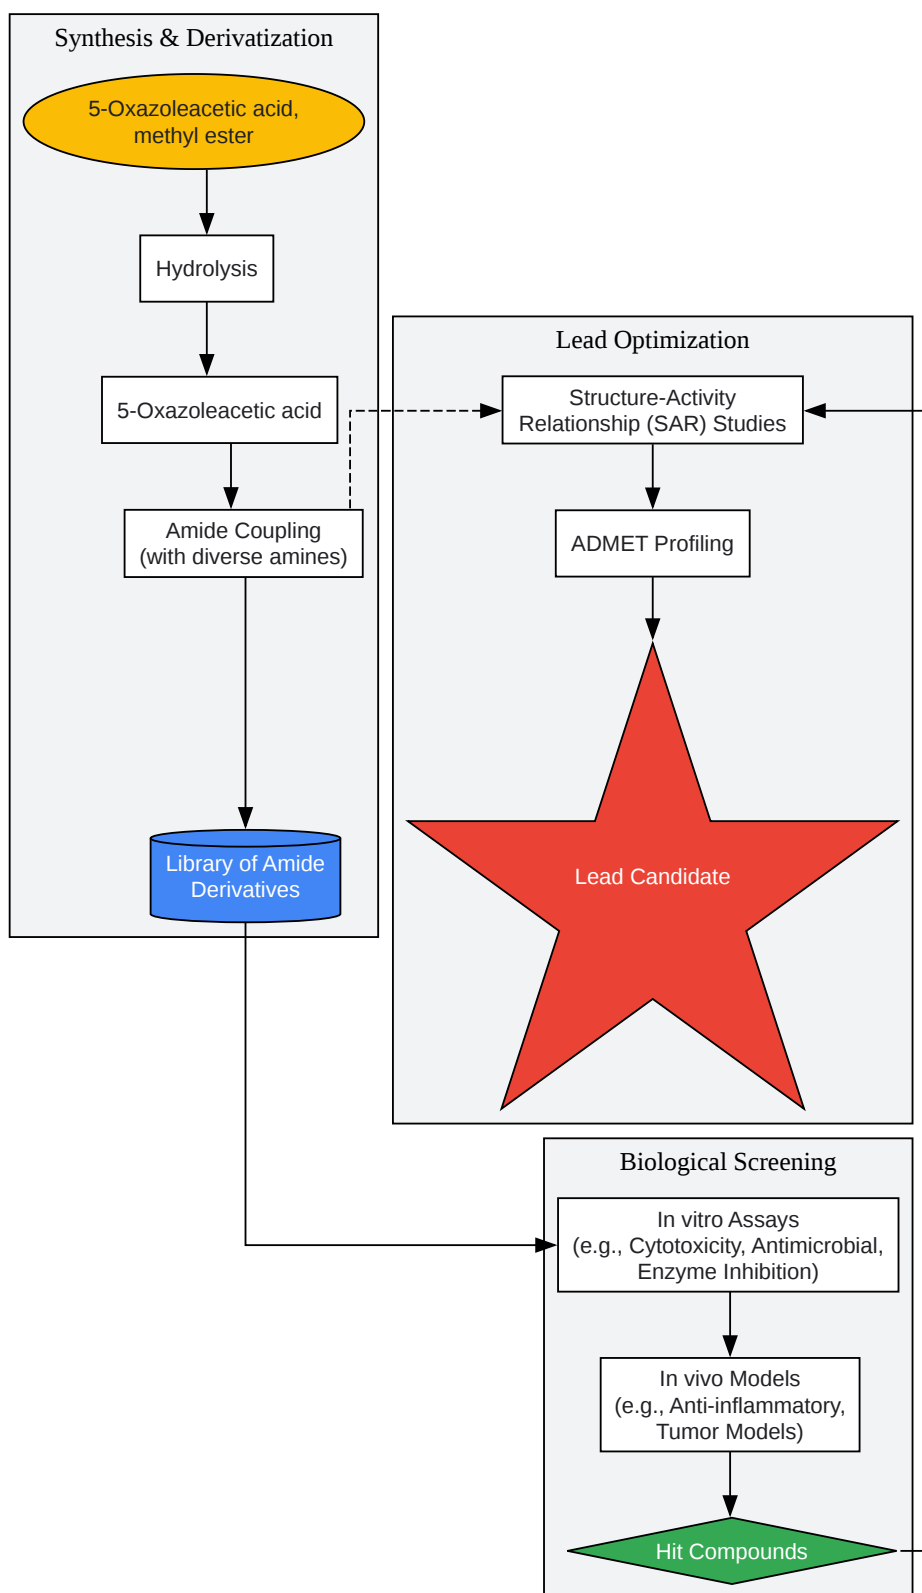 Synthesis & Derivatization
5-Oxazoleacetic acid,
methyl ester
Hydrolysis
5-Oxazoleacetic acid
Amide Coupling
(with diverse amines)
Library of Amide
Derivatives
Lead Optimization
Structure-Activity
Relationship (SAR) Studies
ADMET Profiling
Lead Candidate
Biological Screening
In vitro Assays
(e.g., Cytotoxicity, Antimicrobial,
Enzyme Inhibition)
In vivo Models
(e.g., Anti-inflammatory,
Tumor Models)
Hit Compounds